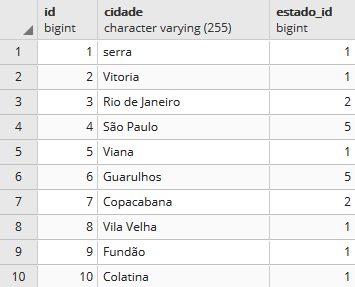 id cidade estado_id
bigint character varying (255) bigint
1 1 serra 1
2 2 Vitoria 1
3 3 Rio de Janeiro 2
4 4 São Paulo 5
5 5 Viana 1
6 6 Guarulhos 5
7 7 Copacabana 2
8 8 Vila Velha 1
9 9 Fundão 1
10 10 Colatina 1